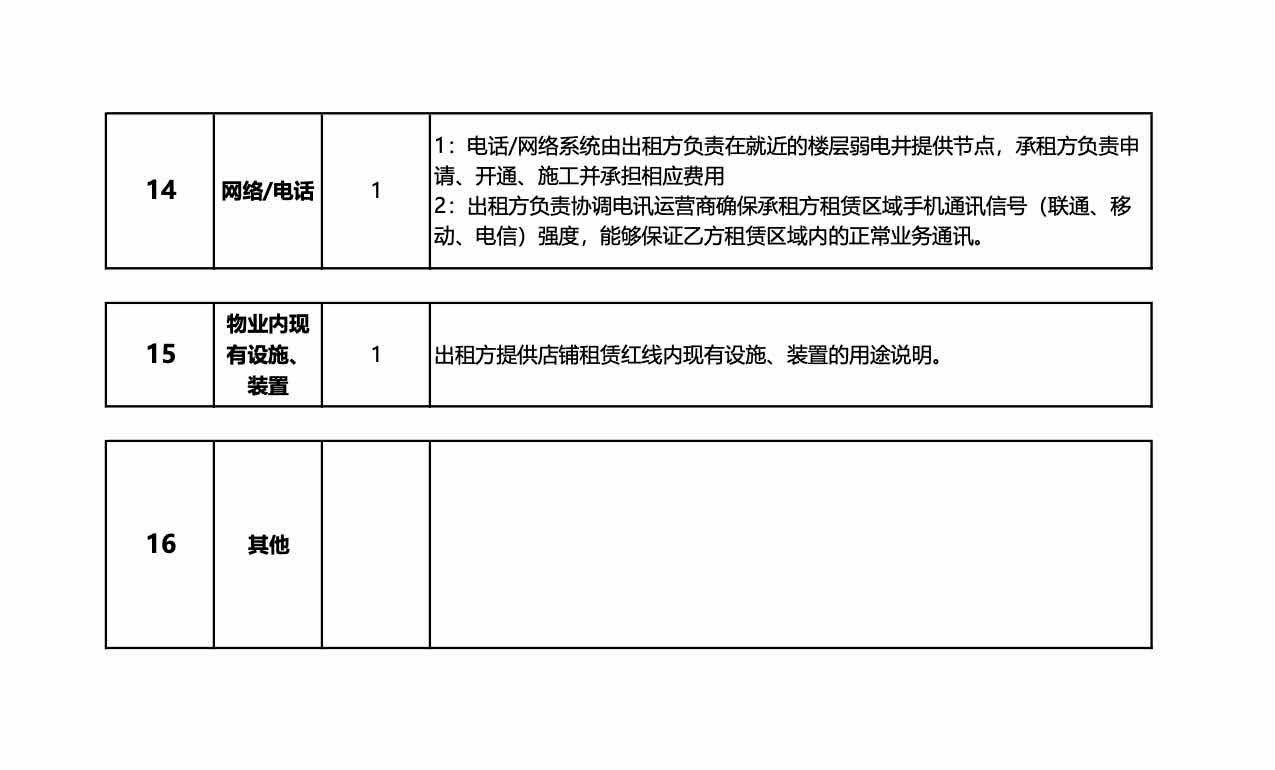 14
网络/电话
1
1：电话/网络系统由出租方负责在就近的楼层弱电井提供节点，承租方负责申
请、开通、施工并承担相应费用
2：出租方负责协调电讯运营商确保承租方租赁区域手机通讯信号（联通、移
动、电信）强度，能够保证乙方租赁区域内的正常业务通讯。
15
物业内现
有设施、
装置
1
出租方提供店铺租赁红线内现有设施、装置的用途说明。
16
其他